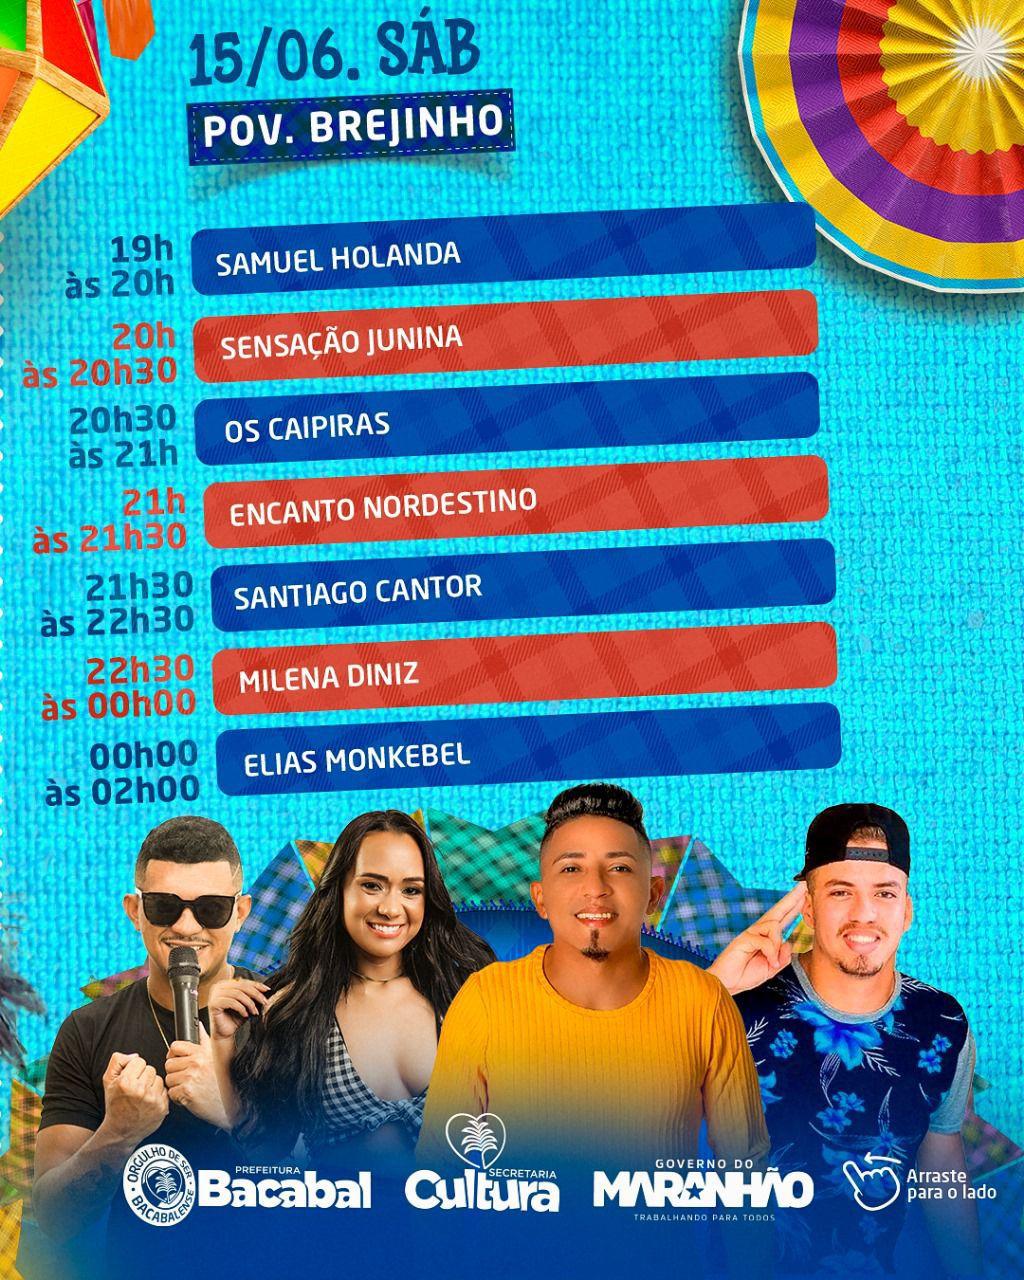 15/06. SÁB
POV. BREJINHO
19h
às 20h
SAMUEL HOLANDA
20h
às 20h30
SENSAÇÃO JUNINA
20h30
às 21h
OS CAIPIRAS
21h
às 21h30
ENCANTO NORDESTINO
21h30
às 22h30
SANTIAGO CANTOR
22h30
às 00h00
MILENA DINIZ
00h00
às 02h00
ELIAS MONKEBEL
ORGULHO DE SER
BACABALENSE
PREFEITURA
Bacabal
SECRETARIA
Cultura
GOVERNO DO
MARANHÃO
TRABALHANDO PARA TODOS
Arraste
para o lado